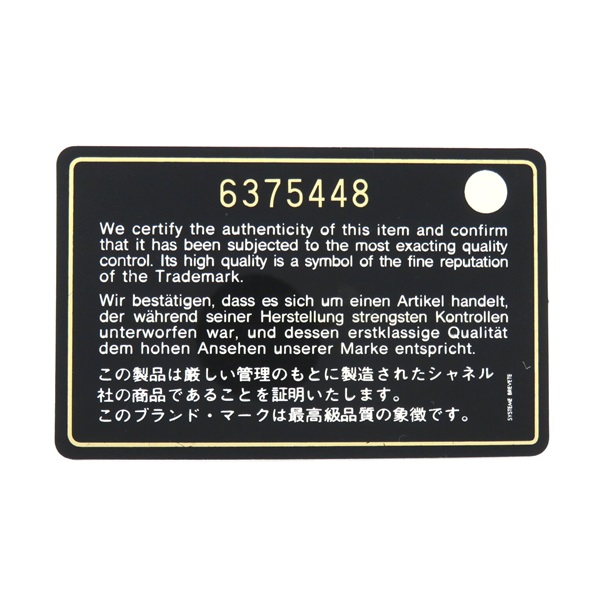 6375448
We certify the authenticity of this item and confirm
that it has been subjected to the most exacting quality
control. Its high quality is a symbol of the fine reputation
of the Trademark.
Wir bestätigen, dass es sich um einen Artikel handelt,
der während seiner Herstellung strengsten Kontrollen
unterworfen war, und dessen erstklassige Qualität
dem hohen Ansehen unserer Marke entspricht.
この製品は厳しい管理のもとに製造されたシャネル
社の商品であることを証明いたします。
このブランド・マークは最高級品質の象徴です。
SYSTEME BREVETE